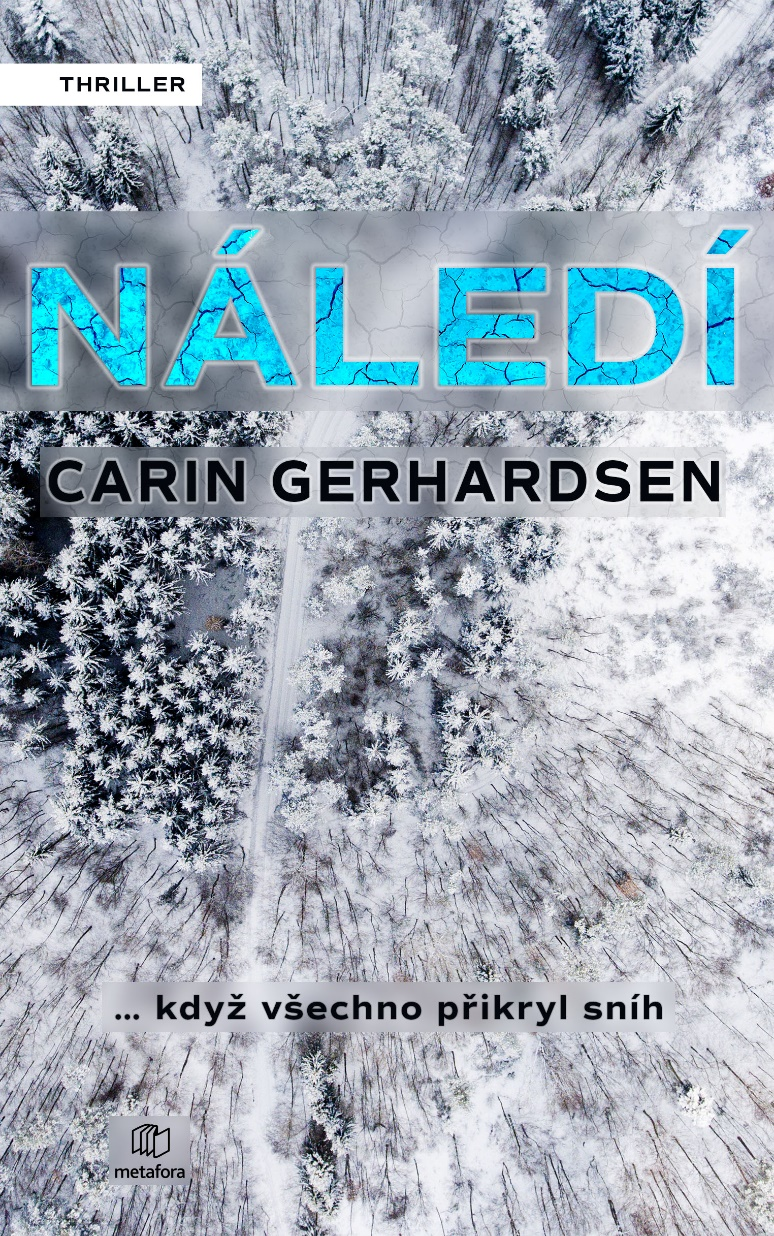 THRILLER
NÁLEDÍ
CARIN GERHARDSEN
... když všechno přikryl sníh
metafora